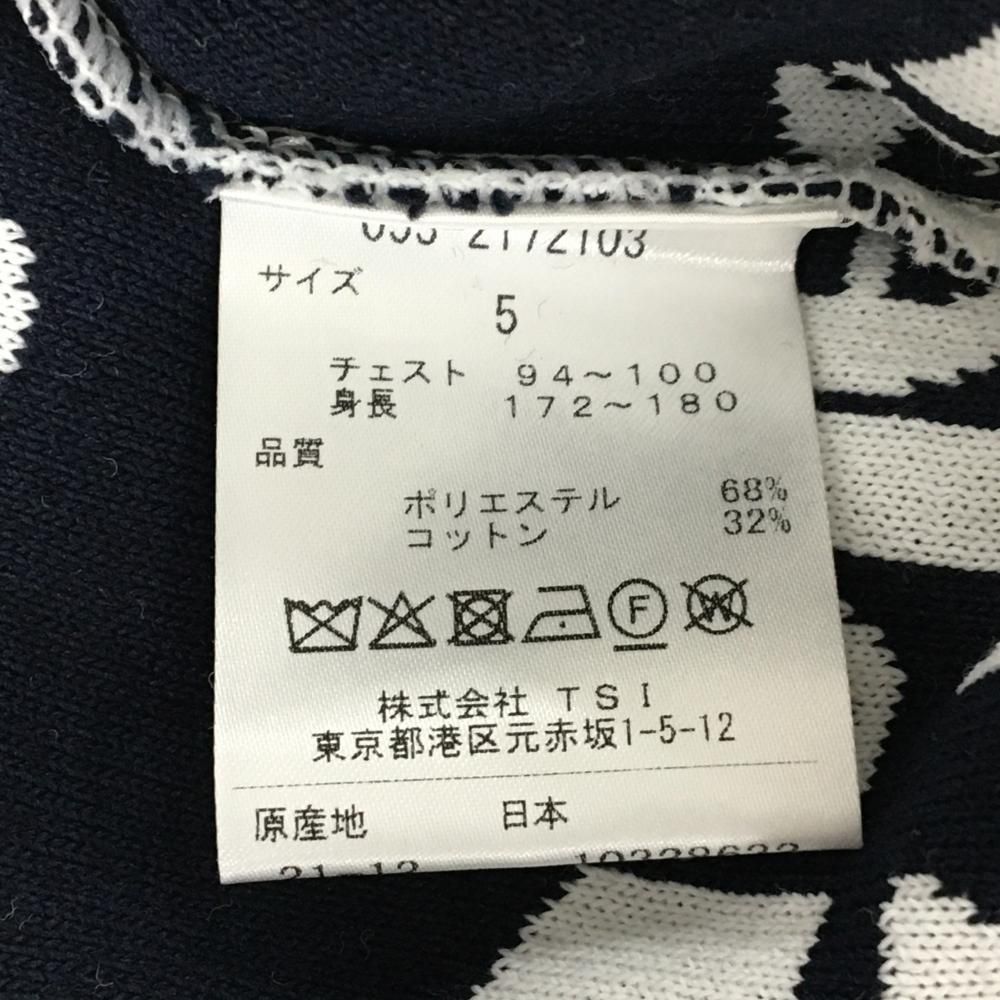 2172103
サイズ
5
チェスト 94～100
身長 172～180
品質
ポリエステル 68%
コットン 32%
F W
株式会社 TSI
東京都港区元赤坂1-5-12
原産地 日本